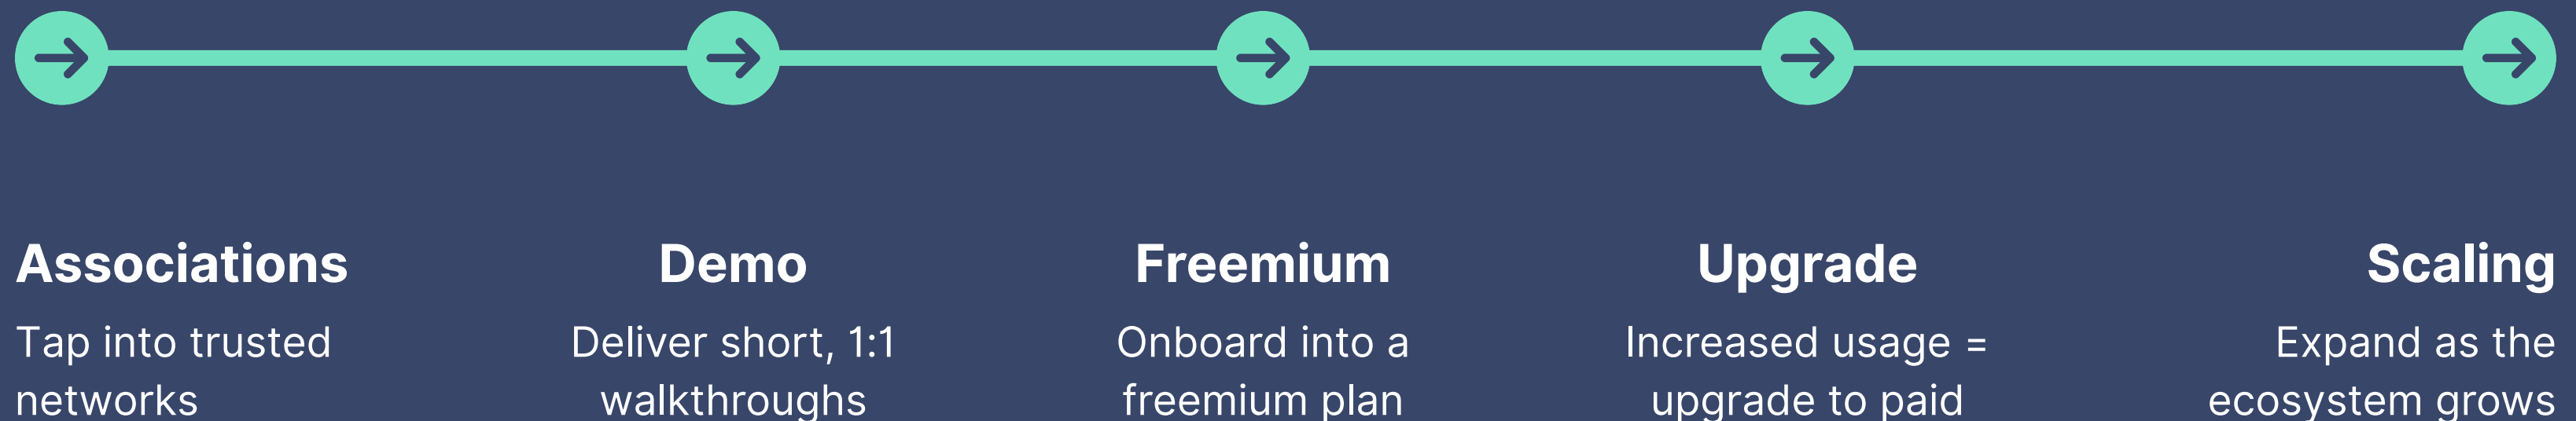 Associations
Tap into trusted
networks
Demo
Deliver short, 1:1
walkthroughs
Freemium
Onboard into a
freemium plan
Upgrade
Increased usage =
upgrade to paid
Scaling
Expand as the
ecosystem grows